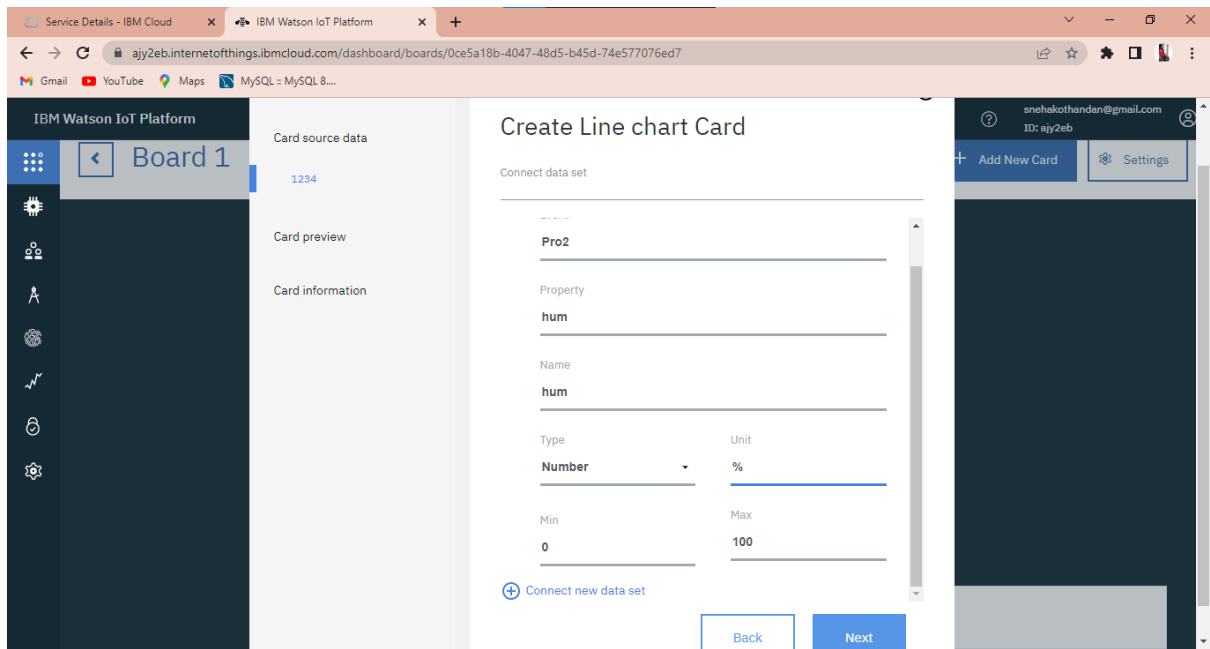 Service Details - IBM Cloud
IBM Watson IoT Platform
ajy2eb.internetofthings.ibmcloud.com/dashboard/boards/0ce5a18b-4047-48d5-b45d-74e577076ed7
Gmail YouTube Maps MySQL :: MySQL 8....
IBM Watson IoT Platform
snehakothandan@gmail.com
ID: ajy2eb
Board 1
Add New Card
Settings
Card source data
1234
Card preview
Card information
Create Line chart Card
Connect data set
Pro2
Property
hum
Name
hum
Type Unit
Number %
Min Max
0 100
Connect new data set
Back Next